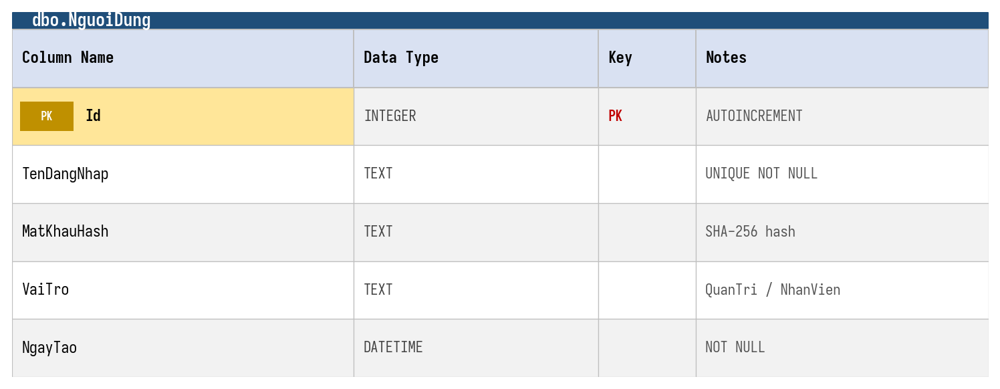 dbo.NguoiDung
Column Name Data Type Key Notes
PK Id INTEGER PK AUTOINCREMENT
TenDangNhap TEXT UNIQUE NOT NULL
MatKhauHash TEXT SHA-256 hash
VaiTro TEXT QuanTri / NhanVien
NgayTao DATETIME NOT NULL